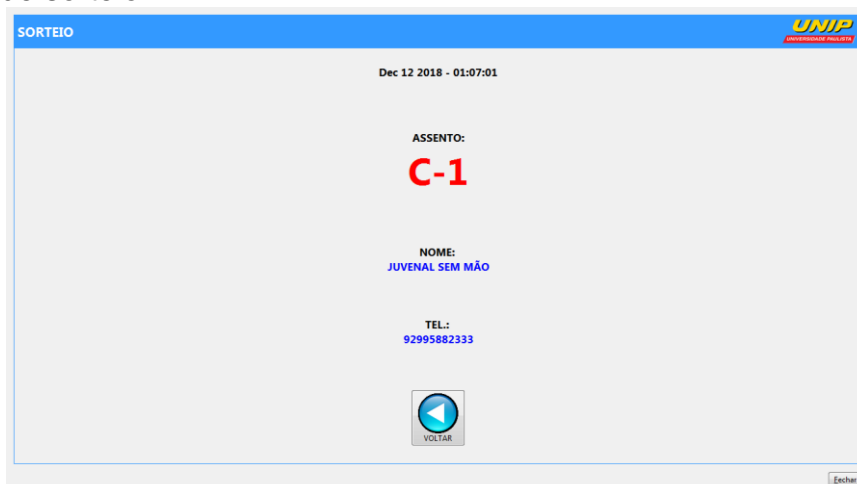 SORTEIO
UNIP
UNIVERSIDADE PAULISTA
Dec 12 2018 - 01:07:01
ASSENTO:
C-1
NOME:
JUVENAL SEM MÃO
TEL.:
92995882333
VOLTAR
Fechar